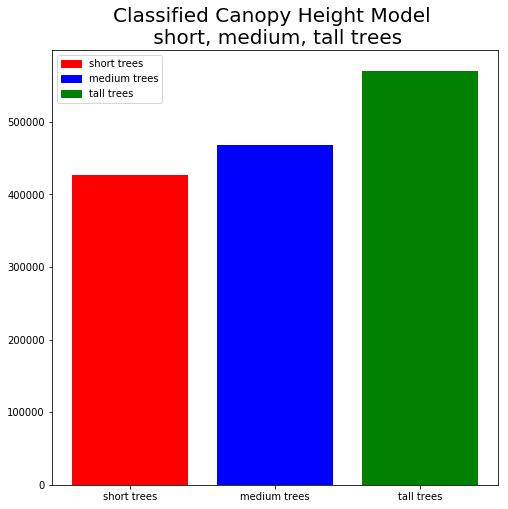 Classified Canopy Height Model
short, medium, tall trees
short trees
medium trees
tall trees
500000
400000
300000
200000
100000
0
short trees
medium trees
tall trees